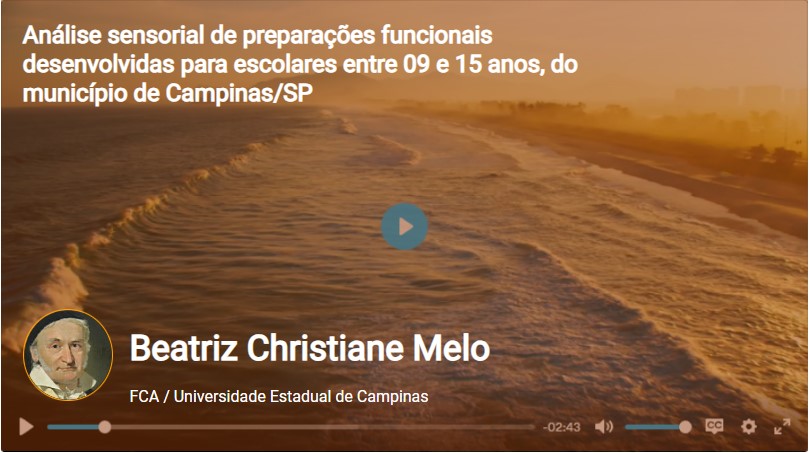 Análise sensorial de preparações funcionais
desenvolvidas para escolares entre 09 e 15 anos, do
município de Campinas/SP
Beatriz Christiane Melo
FCA / Universidade Estadual de Campinas
-02:43
CC